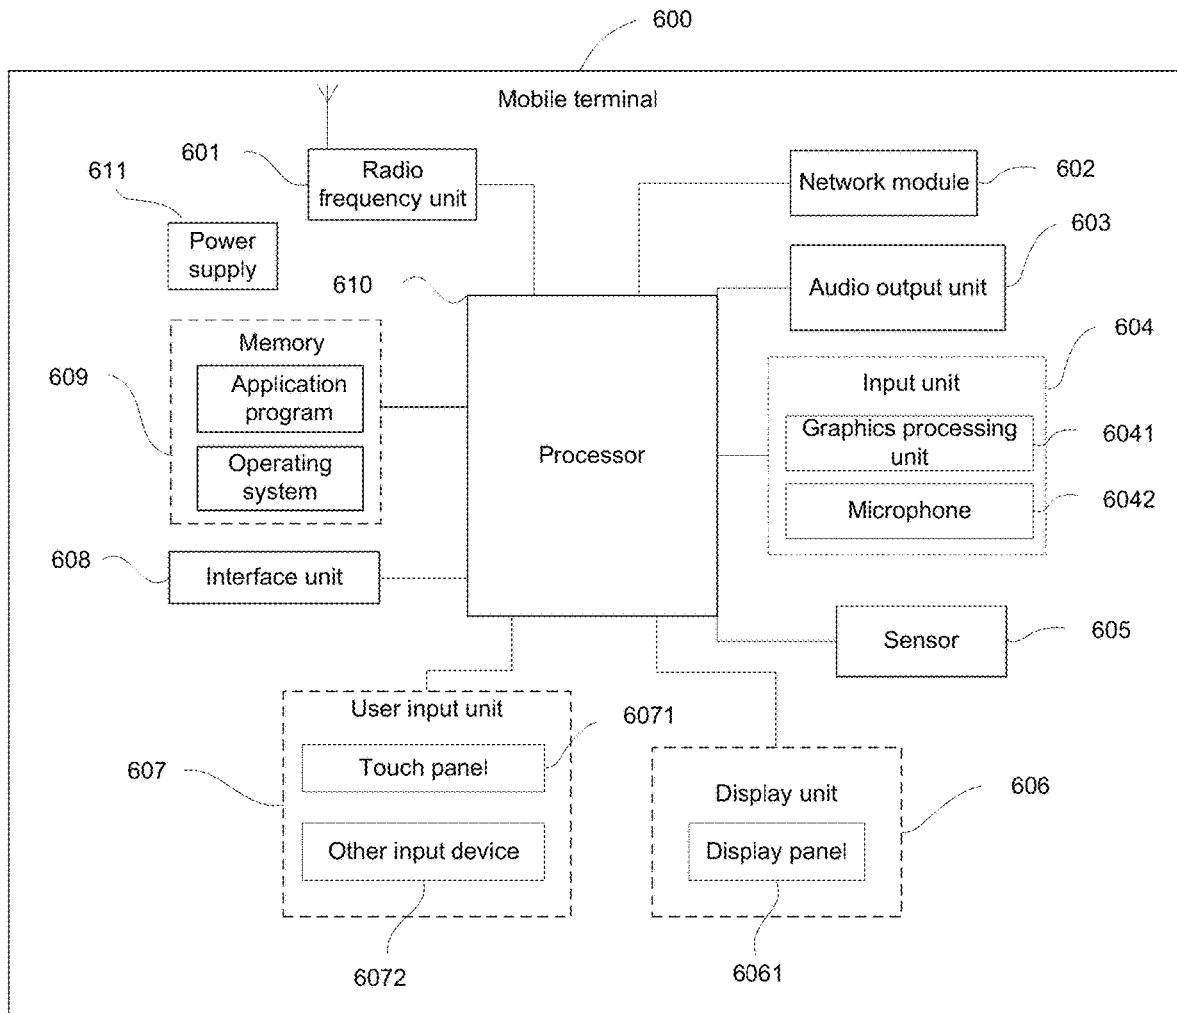 600
Mobile terminal
601
Radio
frequency unit
611
Power
supply
Network module
602
603
Audio output unit
610
604
Memory
Application
program
Operating
system
609
Processor
Input unit
Graphics processing
unit
6041
Microphone
6042
608
Interface unit
Sensor
605
User input unit
6071
Touch panel
607
Other input device
6072
Display unit
606
Display panel
6061